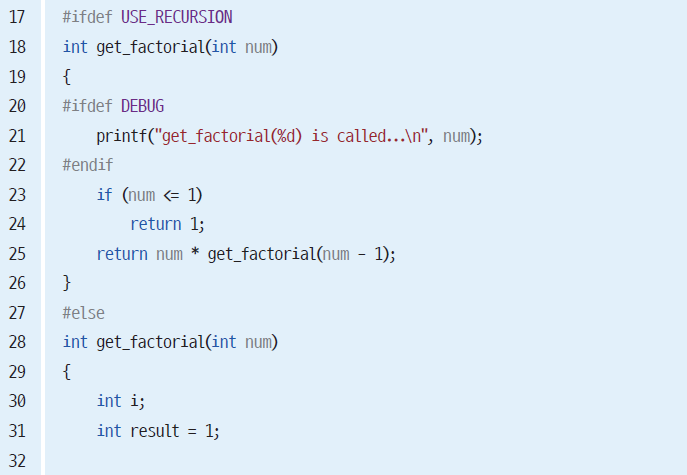 17 #ifdef USE_RECURSION
18 int get_factorial(int num)
19 {
20 #ifdef DEBUG
21     printf("get_factorial(%d) is called...\n", num);
22 #endif
23     if (num <= 1)
24         return 1;
25     return num * get_factorial(num - 1);
26 }
27 #else
28 int get_factorial(int num)
29 {
30     int i;
31     int result = 1;
32